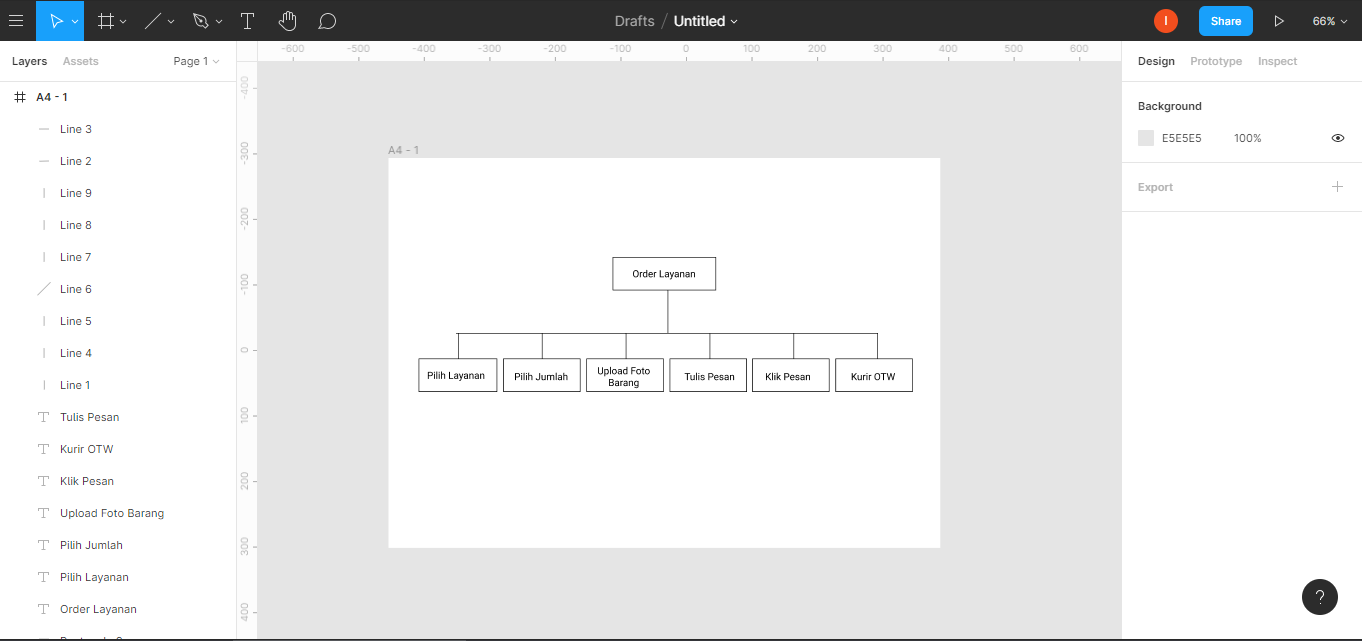 Drafts / Untitled
I
Share
66%
Layers Assets Page 1
A4 - 1
Line 3
Line 2
Line 9
Line 8
Line 7
Line 6
Line 5
Line 4
Line 1
Tulis Pesan
Kurir OTW
Klik Pesan
Upload Foto Barang
Pilih Jumlah
Pilih Layanan
Order Layanan
-600 -500 -400 -300 -200 -100 0 100 200 300 400 500 600
-400
-300
-200
-100
0
100
200
300
400
A4 - 1
Order Layanan
Pilih Layanan
Pilih Jumlah
Upload Foto
Barang
Tulis Pesan
Klik Pesan
Kurir OTW
Design Prototype Inspect
Background
E5E5E5 100%
Export
?